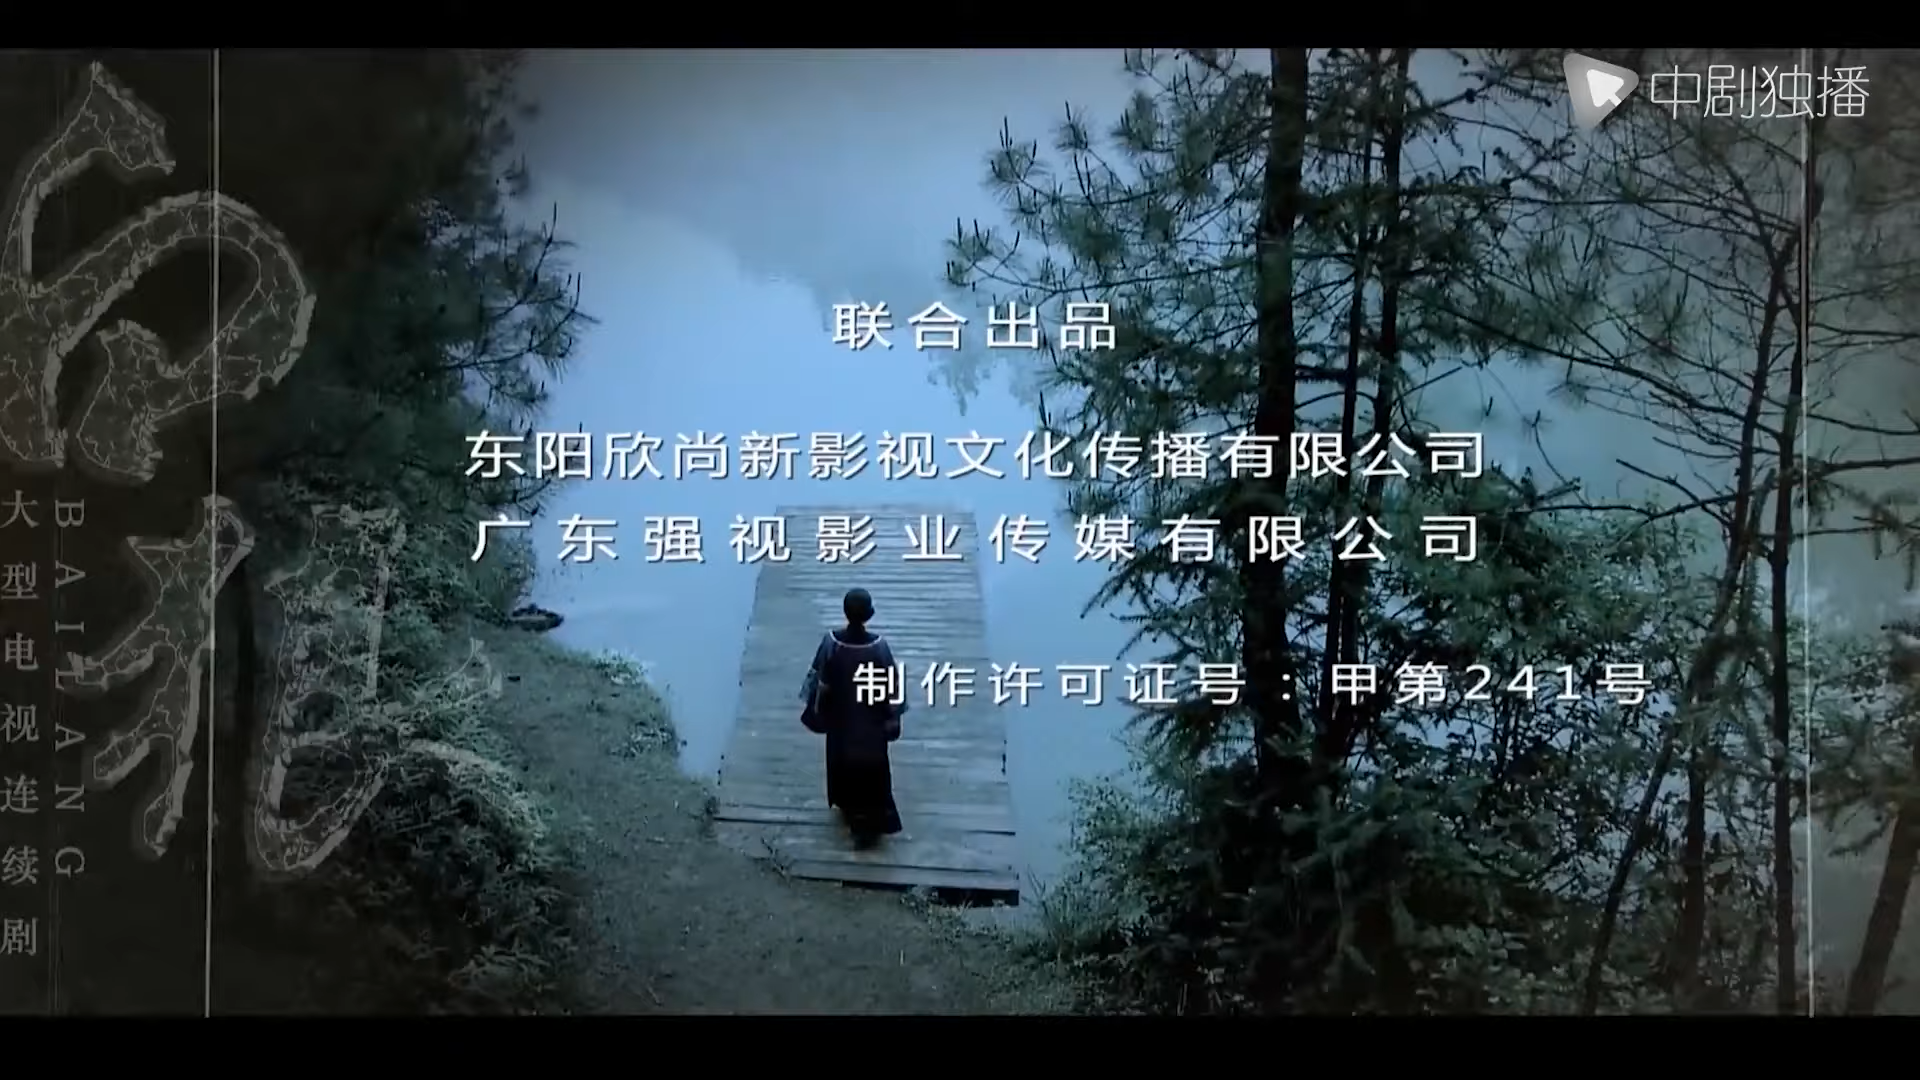 中剧独播
白狼
大型电视连续剧
BAILANG
联合出品
东阳欣尚新影视文化传播有限公司
广东强视影业传媒有限公司
制作许可证号：甲第241号